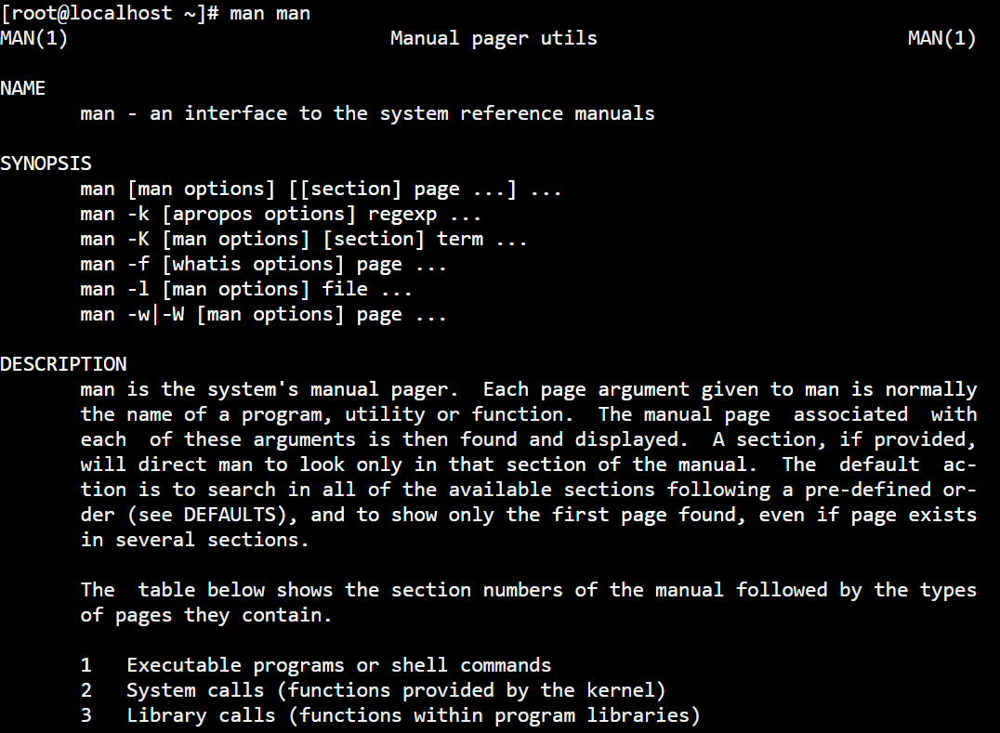 [root@localhost ~]# man man
MAN(1)                            Manual pager utils                           MAN(1)

NAME
       man - an interface to the system reference manuals

SYNOPSIS
       man [man options] [[section] page ...] ...
       man -k [apropos options] regexp ...
       man -K [man options] [section] term ...
       man -f [whatis options] page ...
       man -l [man options] file ...
       man -w|-W [man options] page ...

DESCRIPTION
       man is the system's manual pager.  Each page argument given to man is normally
       the name of a program, utility or function.  The manual page  associated  with
       each  of these arguments is then found and displayed.  A section, if provided,
       will direct man to look only in that section of the manual.  The  default  ac-
       tion is to search in all of the available sections following a pre-defined or-
       der (see DEFAULTS), and to show only the first page found, even if page exists
       in several sections.

       The  table below shows the section numbers of the manual followed by the types
       of pages they contain.

       1   Executable programs or shell commands
       2   System calls (functions provided by the kernel)
       3   Library calls (functions within program libraries)